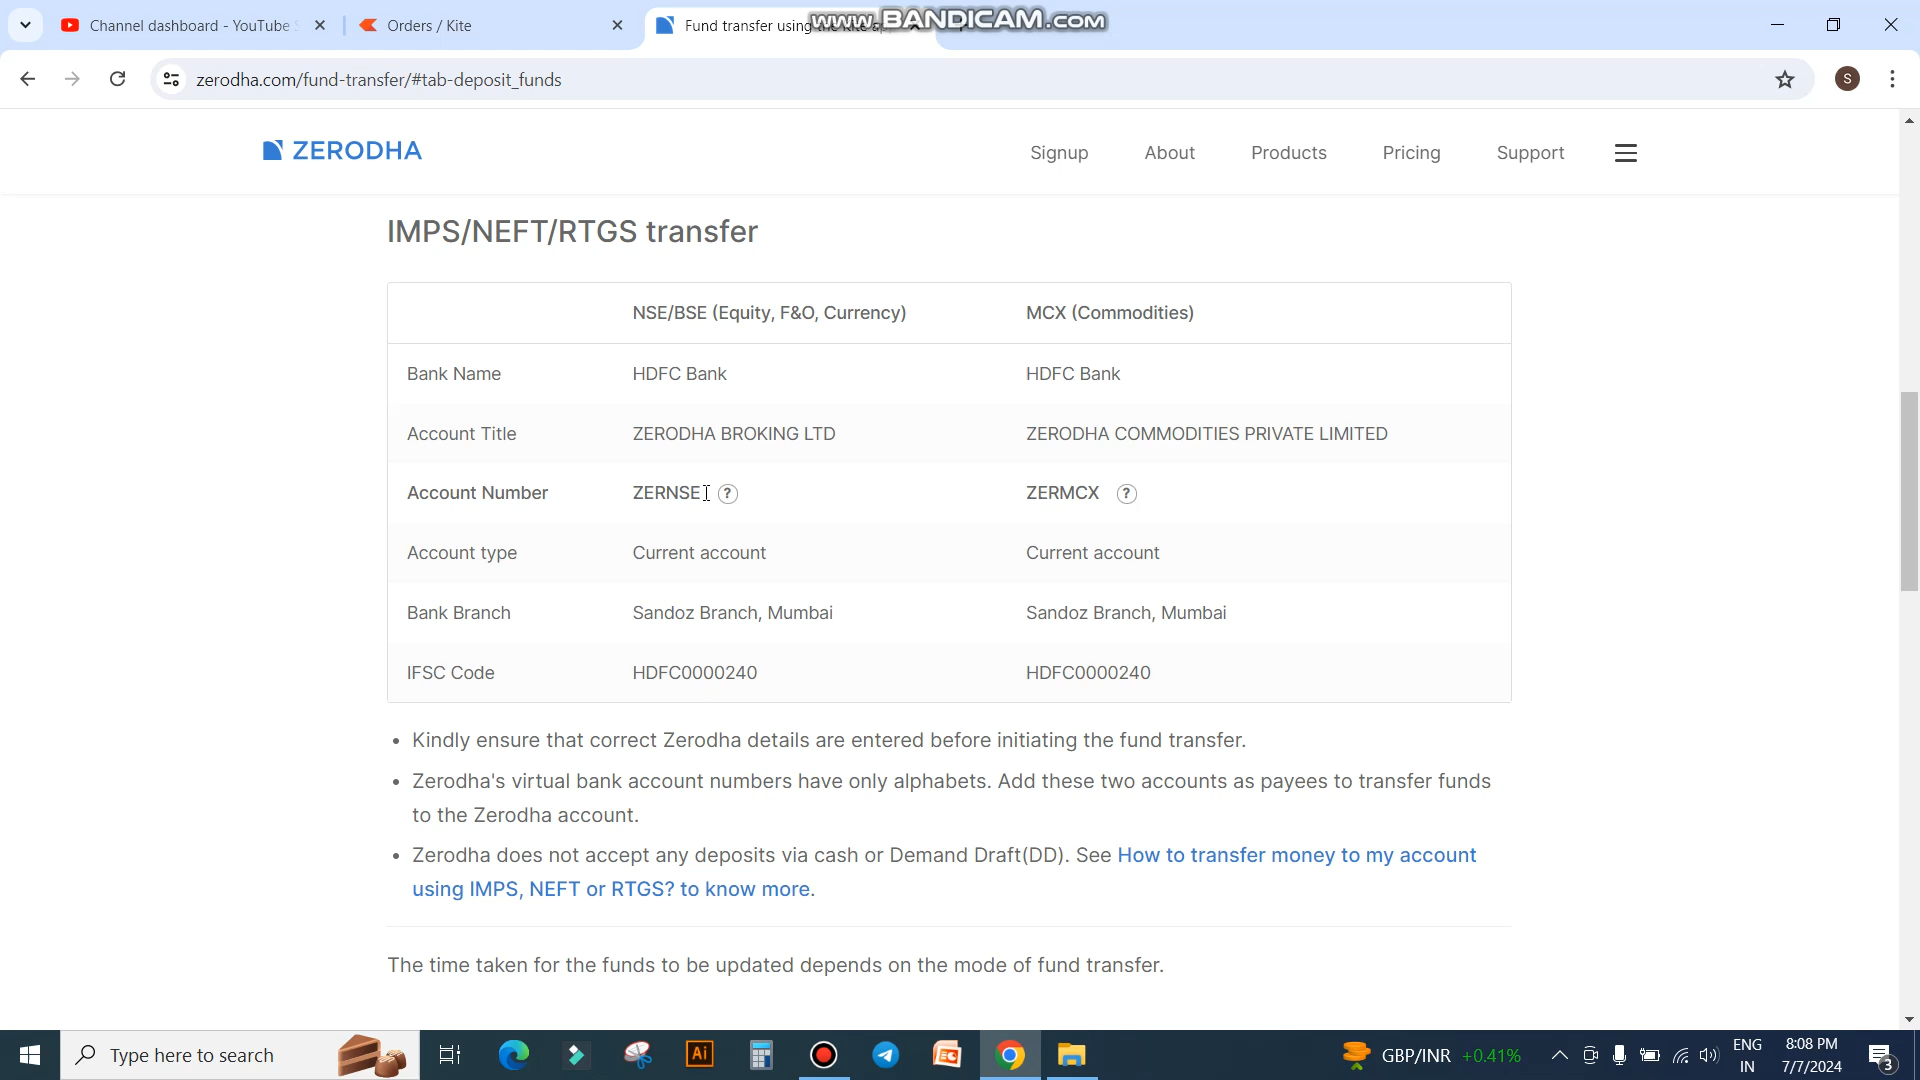 Channel dashboard - YouTube S
Orders / Kite
Fund transfer using the Kite ap
www.BANDICAM.com
zerodha.com/fund-transfer/#tab-deposit_funds
S
ZERODHA
Signup
About
Products
Pricing
Support
IMPS/NEFT/RTGS transfer
NSE/BSE (Equity, F&O, Currency)
MCX (Commodities)
Bank Name
HDFC Bank
HDFC Bank
Account Title
ZERODHA BROKING LTD
ZERODHA COMMODITIES PRIVATE LIMITED
Account Number
ZERNSE ?
ZERMCX ?
Account type
Current account
Current account
Bank Branch
Sandoz Branch, Mumbai
Sandoz Branch, Mumbai
IFSC Code
HDFC0000240
HDFC0000240
• Kindly ensure that correct Zerodha details are entered before initiating the fund transfer.
• Zerodha's virtual bank account numbers have only alphabets. Add these two accounts as payees to transfer funds
to the Zerodha account.
• Zerodha does not accept any deposits via cash or Demand Draft(DD). See How to transfer money to my account
using IMPS, NEFT or RTGS? to know more.
The time taken for the funds to be updated depends on the mode of fund transfer.
Type here to search
Ai
GBP/INR +0.41%
ENG
IN
8:08 PM
7/7/2024
3